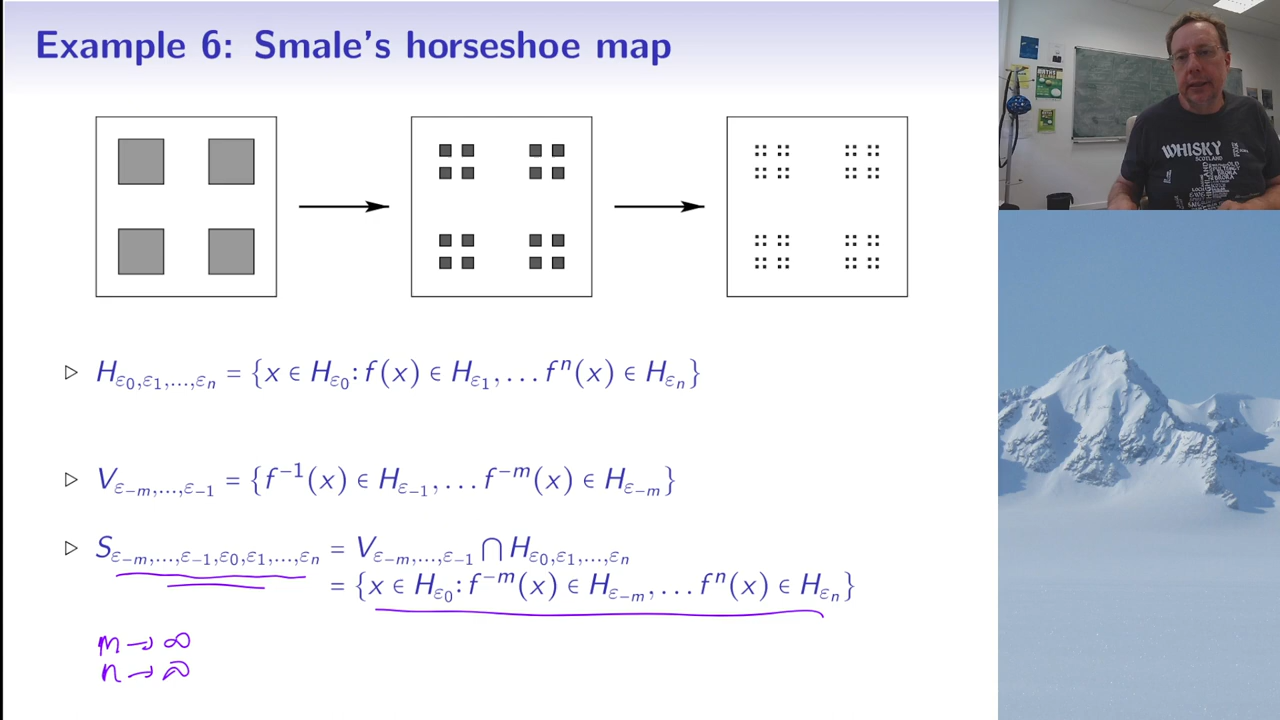 Example 6: Smale's horseshoe map
WHISKY
SCOTLAND
▷ H_{ε₀,ε₁,...,εₙ} = {x ∈ H_{ε₀} : f(x) ∈ H_{ε₁}, ... fⁿ(x) ∈ H_{εₙ}}
▷ V_{ε₋ₘ,...,ε₋₁} = {f⁻¹(x) ∈ H_{ε₋₁}, ... f⁻ᵐ(x) ∈ H_{ε₋ₘ}}
▷ S_{ε₋ₘ,...,ε₋₁,ε₀,ε₁,...,εₙ} = V_{ε₋ₘ,...,ε₋₁} ⋂ H_{ε₀,ε₁,...,εₙ}
= {x ∈ H_{ε₀} : f⁻ᵐ(x) ∈ H_{ε₋ₘ}, ... fⁿ(x) ∈ H_{εₙ}}
m → ∞
n → ∞